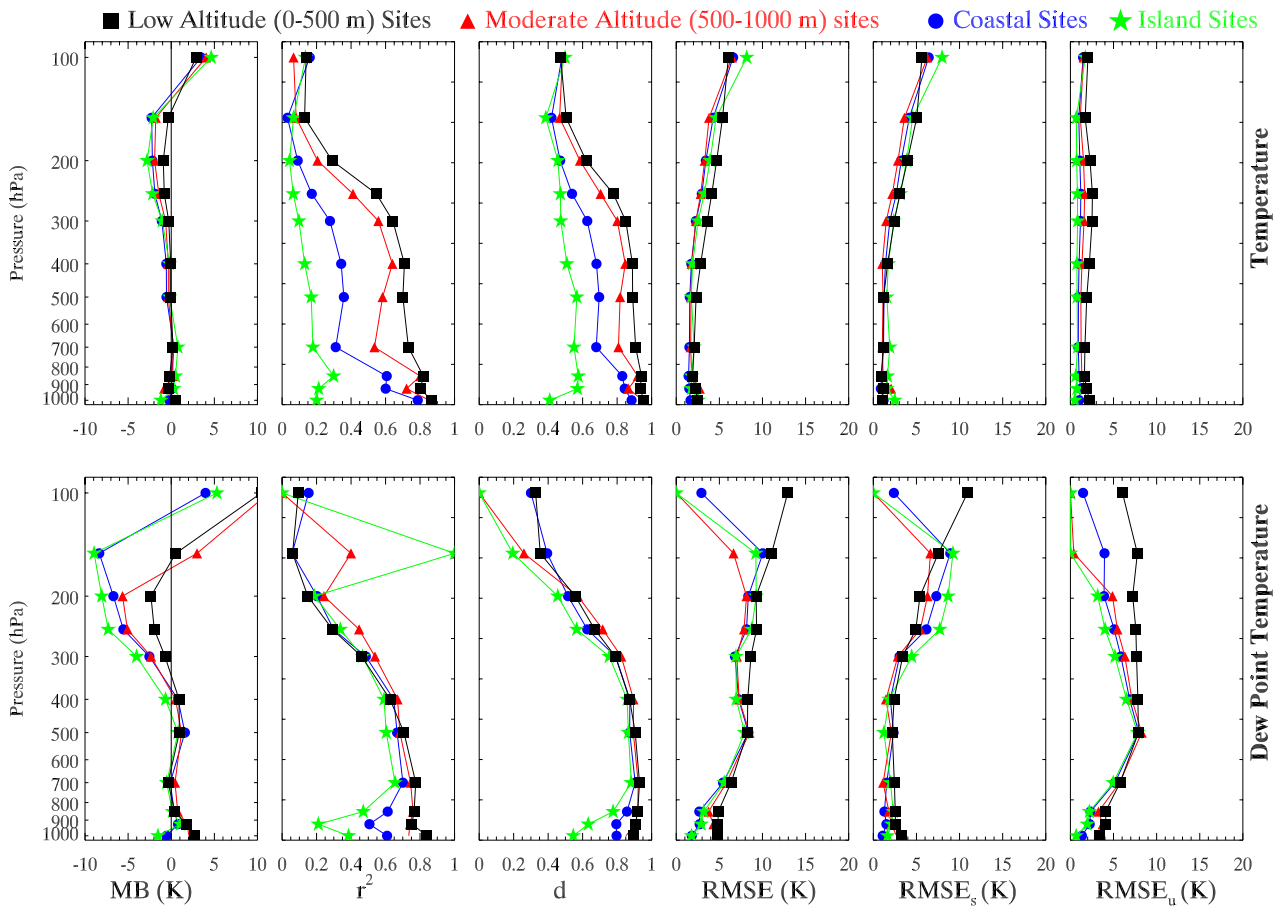 Low Altitude (0-500 m) Sites Moderate Altitude (500-1000 m) sites Coastal Sites Island Sites
Pressure (hPa)
100
200
300
400
500
600
700
800
900
1000
-10 -5 0 5 10 0 0.2 0.4 0.6 0.8 1 0 0.2 0.4 0.6 0.8 1 0 5 10 15 20 0 5 10 15 20 0 5 10 15 20
Temperature
Pressure (hPa)
100
200
300
400
500
600
700
800
900
1000
-10 -5 0 5 10 0 0.2 0.4 0.6 0.8 1 0 0.2 0.4 0.6 0.8 1 0 5 10 15 20 0 5 10 15 20 0 5 10 15 20
MB (K) r² d RMSE (K) RMSEₛ (K) RMSEᵤ (K)
Dew Point Temperature